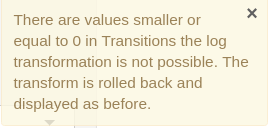 There are values smaller or
equal to 0 in Transitions the log
transformation is not possible. The
transform is rolled back and
displayed as before.